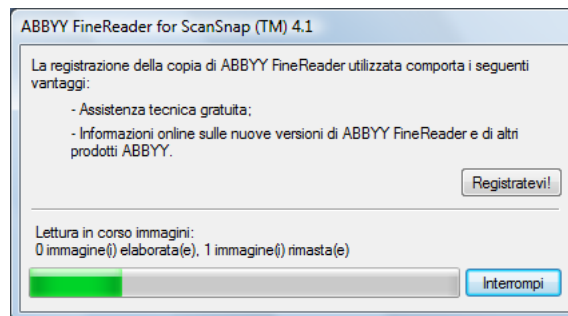 ABBYY FineReader for ScanSnap (TM) 4.1
La registrazione della copia di ABBYY FineReader utilizzata comporta i seguenti
vantaggi:
- Assistenza tecnica gratuita;
- Informazioni online sulle nuove versioni di ABBYY FineReader e di altri
prodotti ABBYY.
Registratevi!
Lettura in corso immagini:
0 immagine(i) elaborata(e), 1 immagine(i) rimasta(e)
Interrompi